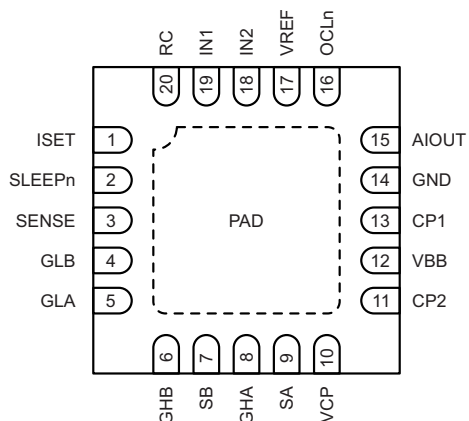 RC
IN1
IN2
VREF
OCLn
20
19
18
17
16
ISET 1
SLEEPn 2
SENSE 3
GLB 4
GLA 5
PAD
15 AIOUT
14 GND
13 CP1
12 VBB
11 CP2
6
7
8
9
10
GHB
SB
GHA
SA
VCP